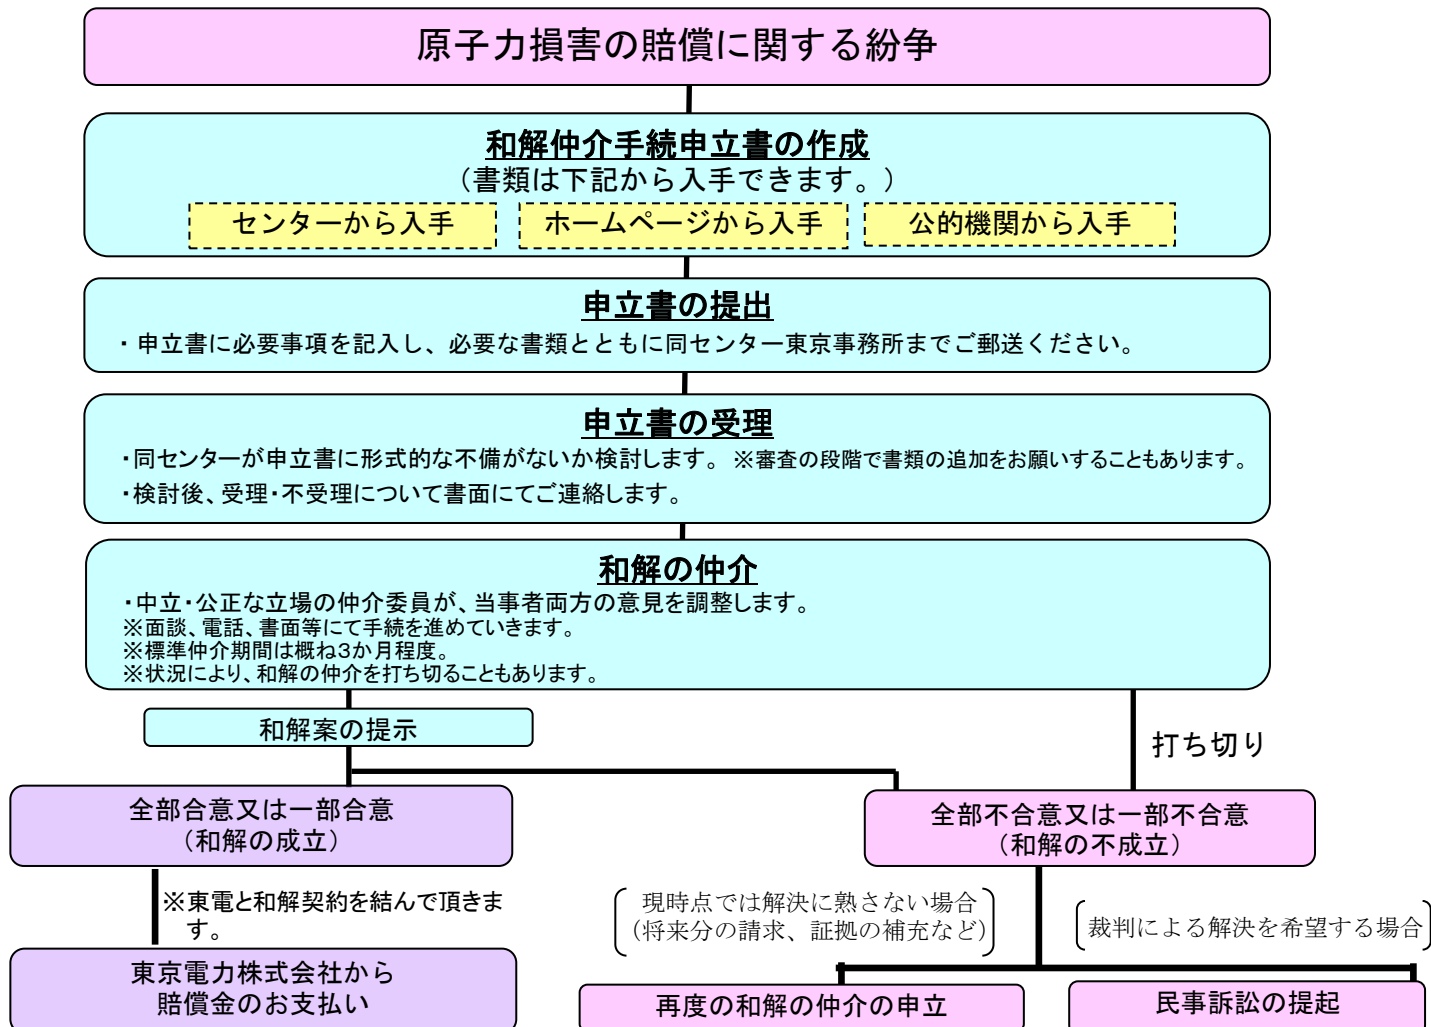 原子力損害の賠償に関する紛争
和解仲介手続申立書の作成
（書類は下記から入手できます。）
センターから入手
ホームページから入手
公的機関から入手
申立書の提出
・申立書に必要事項を記入し、必要な書類とともに同センター東京事務所までご郵送ください。
申立書の受理
・同センターが申立書に形式的な不備がないか検討します。 ※審査の段階で書類の追加をお願いすることもあります。
・検討後、受理・不受理について書面にてご連絡します。
和解の仲介
・中立・公正な立場の仲介委員が、当事者両方の意見を調整します。
※面談、電話、書面等にて手続を進めていきます。
※標準仲介期間は概ね3か月程度。
※状況により、和解の仲介を打ち切ることもあります。
和解案の提示
打ち切り
全部合意又は一部合意
（和解の成立）
全部不合意又は一部不合意
（和解の不成立）
※東電と和解契約を結んで頂きま
す。
現時点では解決に熟さない場合
（将来分の請求、証拠の補充など）
裁判による解決を希望する場合
東京電力株式会社から
賠償金のお支払い
再度の和解の仲介の申立
民事訴訟の提起